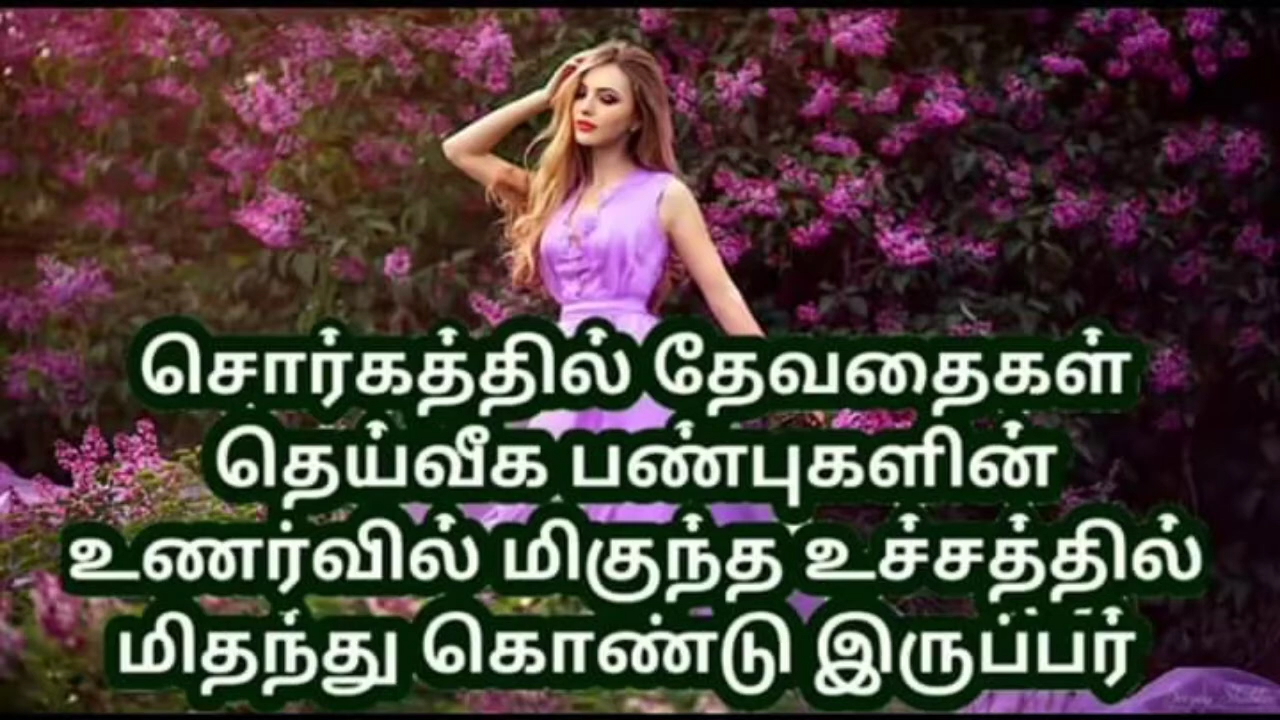 சொர்கத்தில் தேவதைகள்
தெய்வீக பண்புகளின்
உணர்வில் மிகுந்த உச்சத்தில்
மிதந்து கொண்டு இருப்பர்